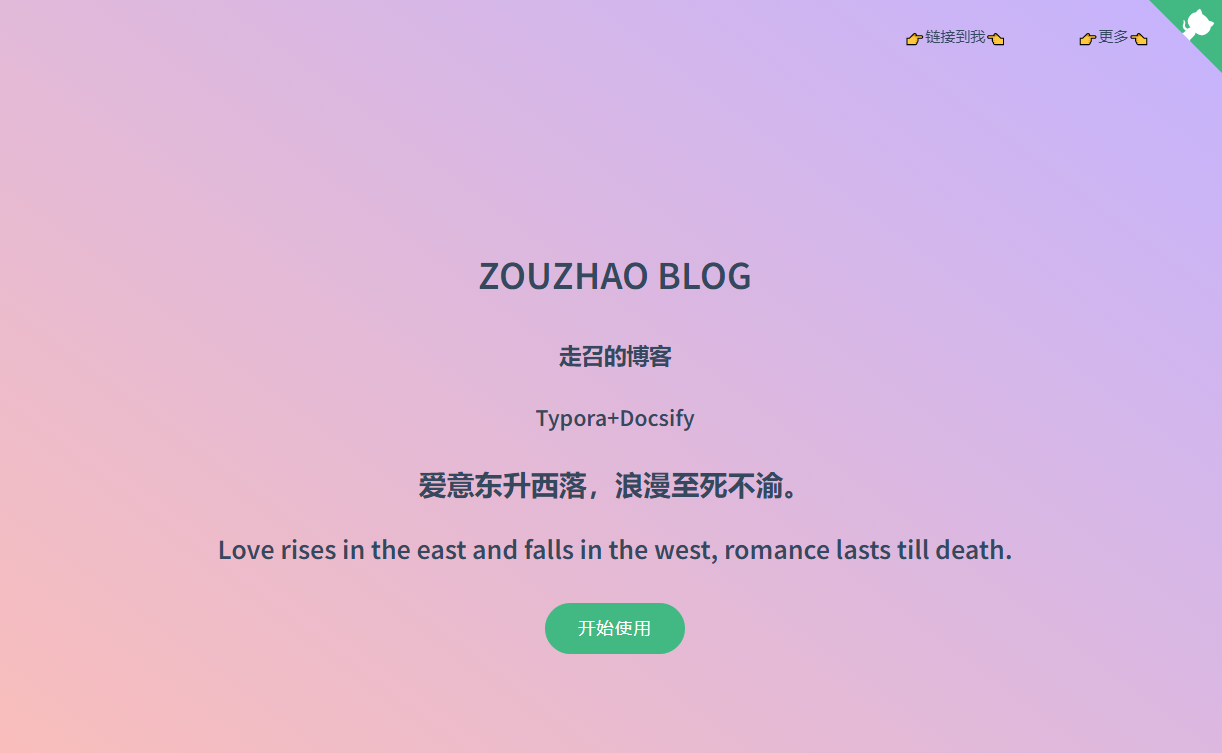 👉链接到我👈 👉更多👈
ZOUZHAO BLOG
走召的博客
Typora+Docsify
爱意东升西落，浪漫至死不渝。
Love rises in the east and falls in the west, romance lasts till death.
开始使用